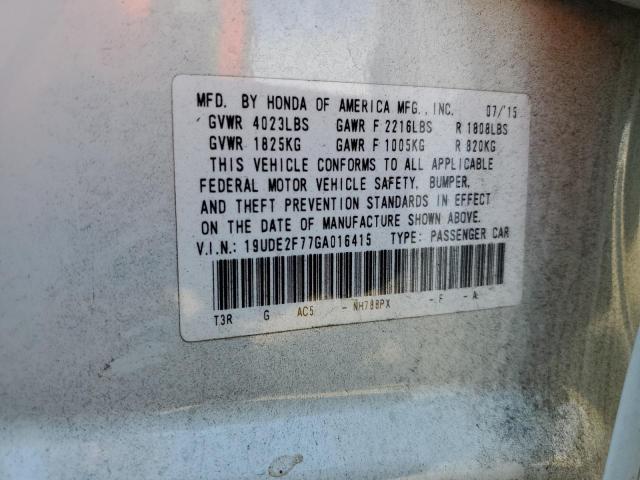 MFD. BY HONDA OF AMERICA MFG., INC. 07/15
GVWR 4023LBS GAWR F 2216LBS R 1808LBS
GVWR 1825KG GAWR F 1005KG R 820KG
THIS VEHICLE CONFORMS TO ALL APPLICABLE
FEDERAL MOTOR VEHICLE SAFETY, BUMPER,
AND THEFT PREVENTION STANDARDS IN EFFECT
ON THE DATE OF MANUFACTURE SHOWN ABOVE.
V.I.N.: 19UDE2F77GA016415 TYPE: PASSENGER CAR
T3R G AC5 - NH788PX - F - A